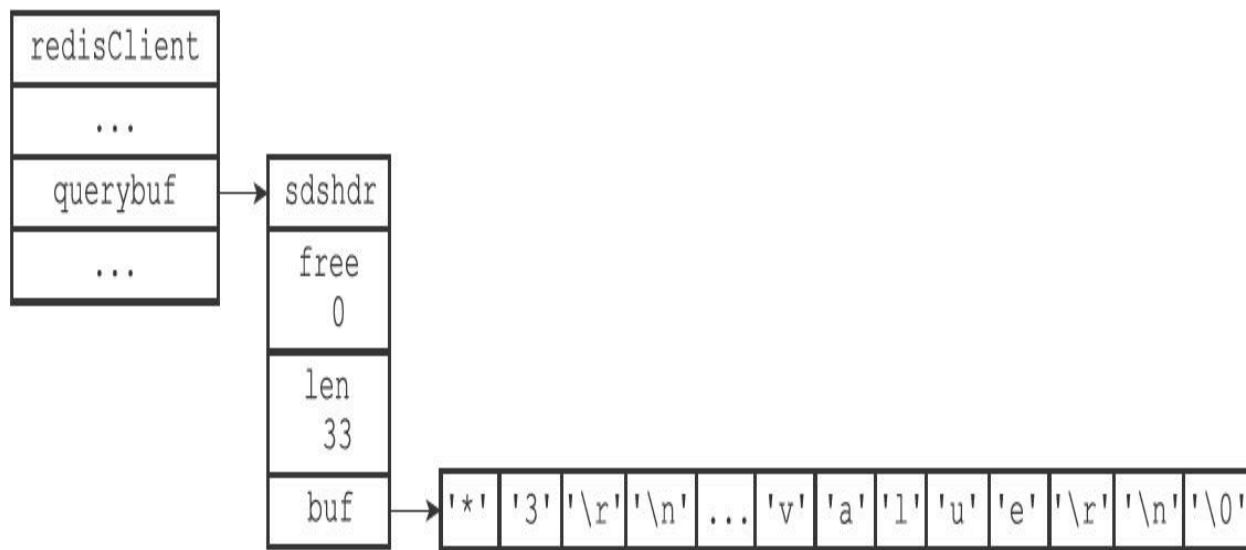 redisClient
...
querybuf
...
sdshdr
free
0
len
33
buf
'*' '3' '\r' '\n' ... 'v' 'a' 'l' 'u' 'e' '\r' '\n' '\0'